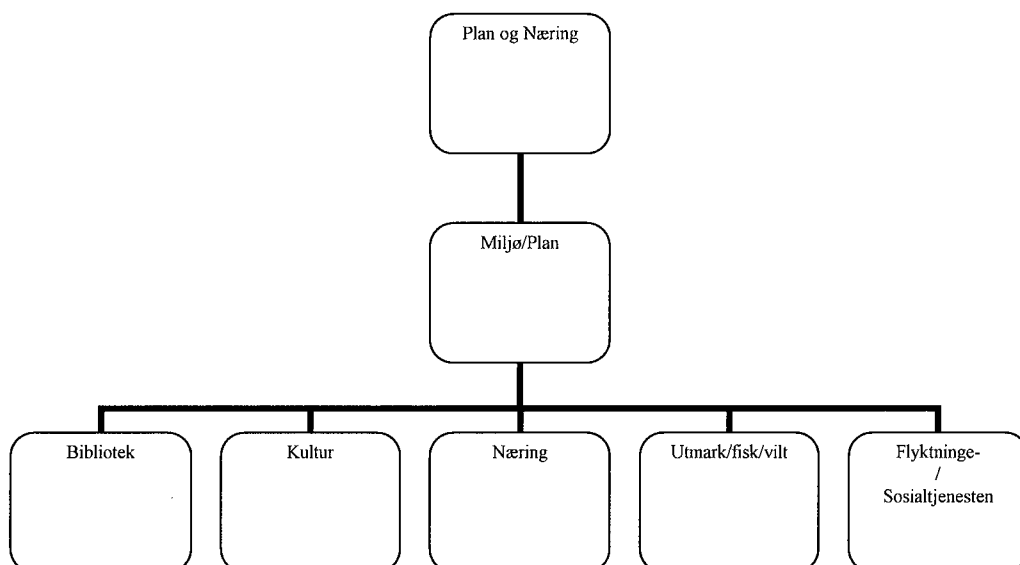 Plan og Næring
Miljø/Plan
Bibliotek
Kultur
Næring
Utmark/fisk/vilt
Flyktninge-
/
Sosialtjenesten